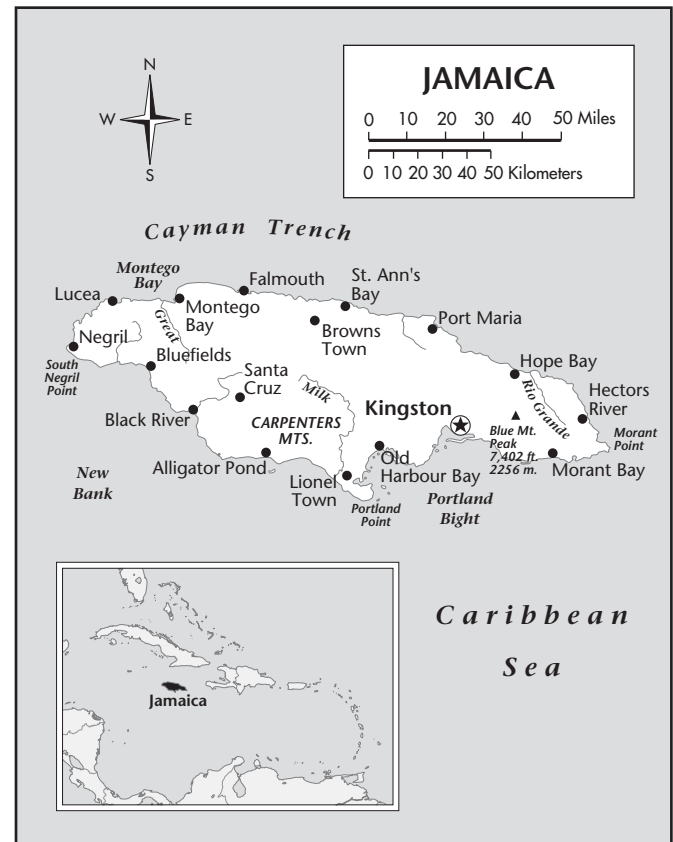 JAMAICA
0 10 20 30 40 50 Miles
0 10 20 30 40 50 Kilometers
N
W E
S
Cayman Trench
Montego
Bay
Lucea
Falmouth
St. Ann's
Bay
Montego
Bay
Great
Negril
Browns
Town
Port Maria
South
Negril
Point
Bluefields
Santa
Cruz
Milk
Hope Bay
Rio Grande
Hectors
River
Black River
CARPENTERS
MTS.
Kingston
Blue Mt.
Peak
7,402 ft.
2256 m.
Morant
Point
Alligator Pond
Old
Harbour Bay
Morant Bay
New
Bank
Lionel
Town
Portland
Point
Portland
Bight
Caribbean
Sea
Jamaica